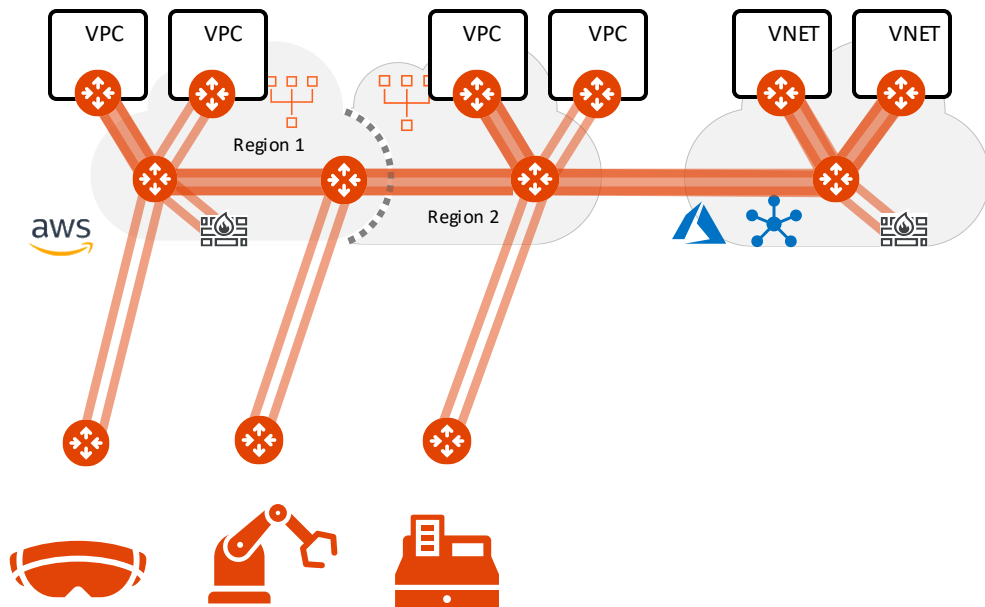 VPC
VPC
VPC
VPC
VNET
VNET
Region 1
Region 2
aws